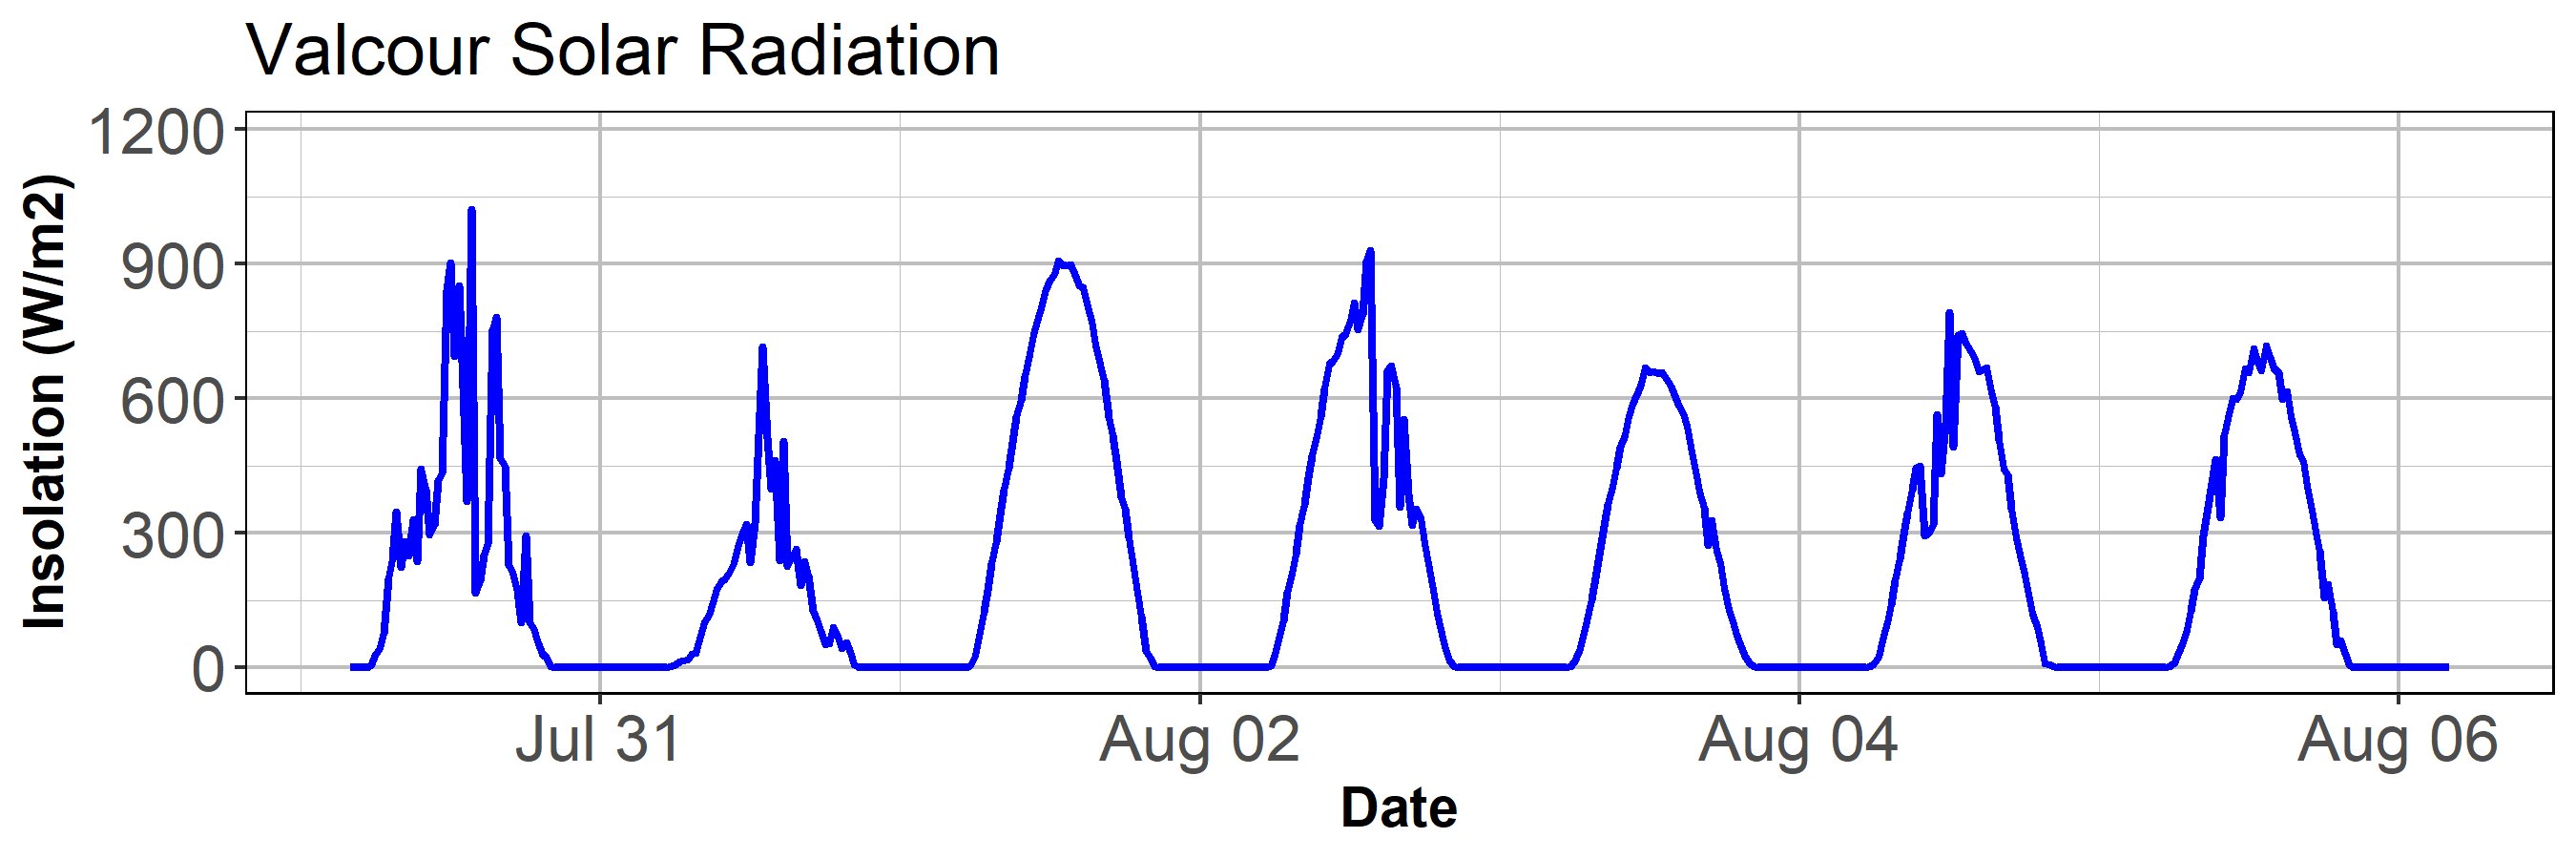 Valcour Solar Radiation
Insolation (W/m2)
1200
900
600
300
0
Jul 31 Aug 02 Aug 04 Aug 06
Date